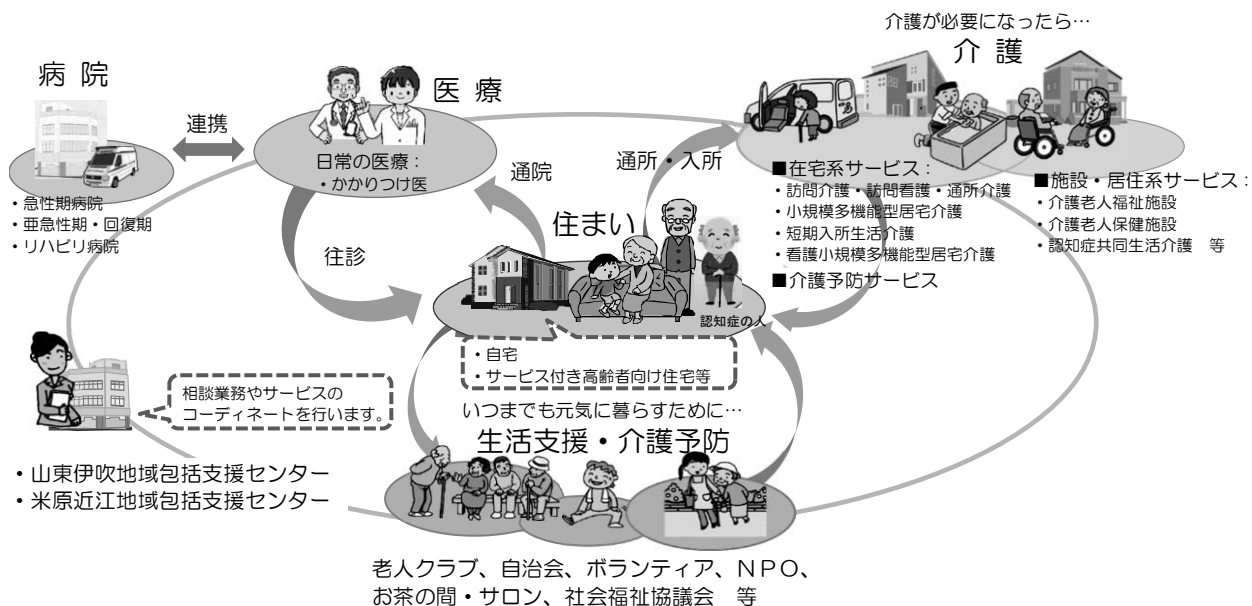 介護が必要になったら…
介 護
病 院
医 療
連携
日常の医療：
・かかりつけ医
通院
通所・入所
・急性期病院
・亜急性期・回復期
・リハビリ病院
往診
住まい
■在宅系サービス：
・訪問介護・訪問看護・通所介護
・小規模多機能型居宅介護
・短期入所生活介護
・看護小規模多機能型居宅介護
■介護予防サービス
■施設・居住系サービス：
・介護老人福祉施設
・介護老人保健施設
・認知症共同生活介護　等
認知症の人
・自宅
・サービス付き高齢者向け住宅等
相談業務やサービスの
コーディネートを行います。
いつまでも元気に暮らすために…
生活支援・介護予防
・山東伊吹地域包括支援センター
・米原近江地域包括支援センター
老人クラブ、自治会、ボランティア、ＮＰＯ、
お茶の間・サロン、社会福祉協議会　等